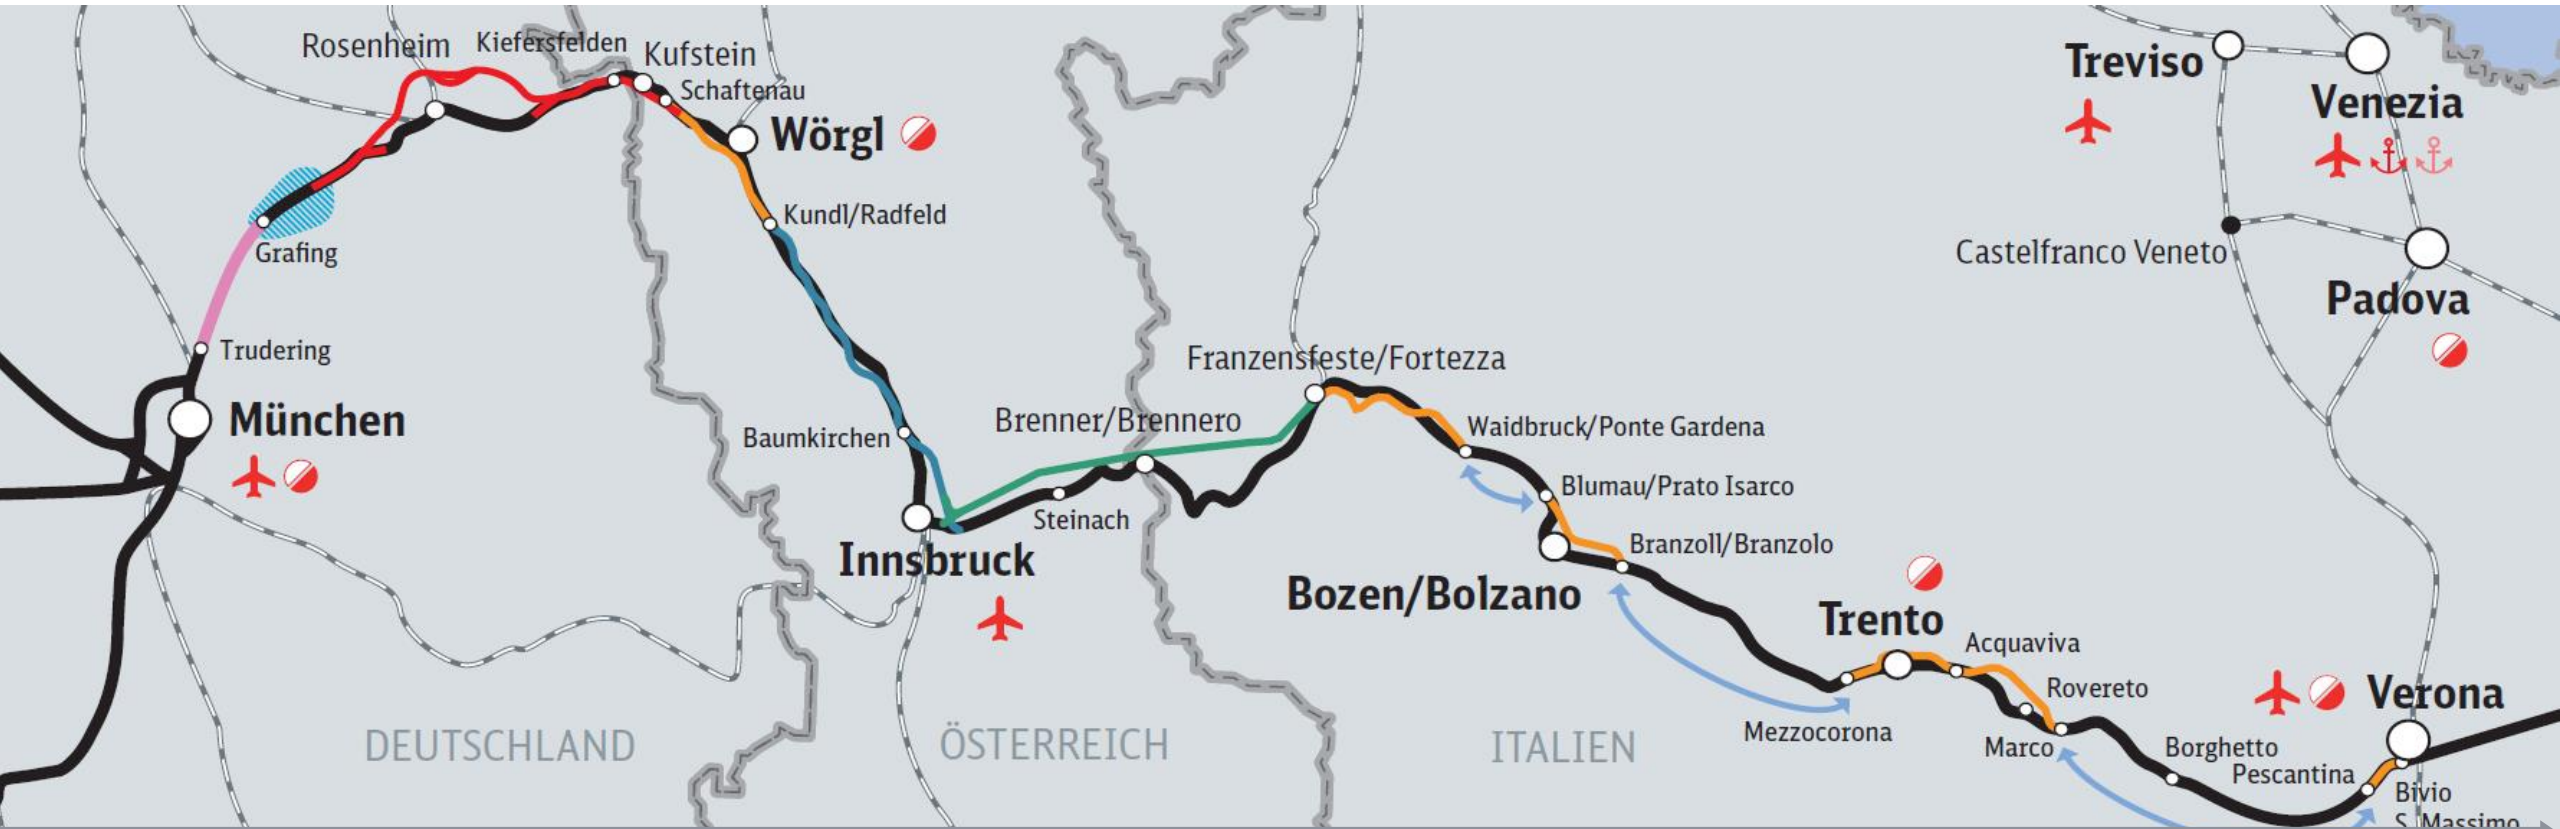 Rosenheim
Kiefersfelden
Kufstein
Schaftenau
Wörgl
Kundl/Radfeld
Grafing
Trudering
München
Baumkirchen
Innsbruck
Steinach
Brenner/Brennero
Franzensfeste/Fortezza
Waidbruck/Ponte Gardena
Blumau/Prato Isarco
Branzoll/Branzolo
Bozen/Bolzano
Trento
Acquaviva
Rovereto
Mezzocorona
Marco
Borghetto
Pescantina
Verona
Bivio
S. Massimo
Treviso
Venezia
Castelfranco Veneto
Padova
DEUTSCHLAND
ÖSTERREICH
ITALIEN